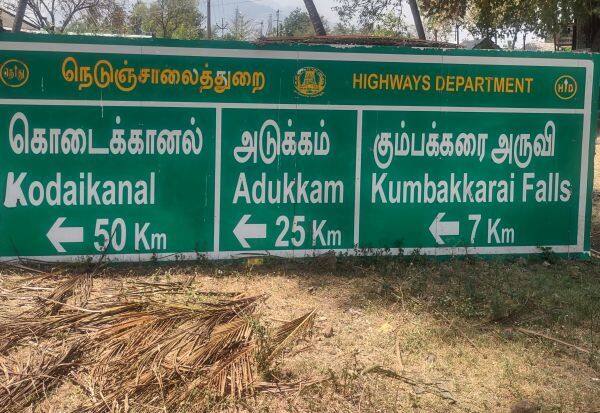 நெடுஞ்சாலைத்துறை HIGHWAYS DEPARTMENT
கொடைக்கானல்
Kodaikanal
← 50 Km
அடுக்கம்
Adukkam
← 25 Km
கும்பக்கரை அருவி
Kumbakkarai Falls
← 7 Km